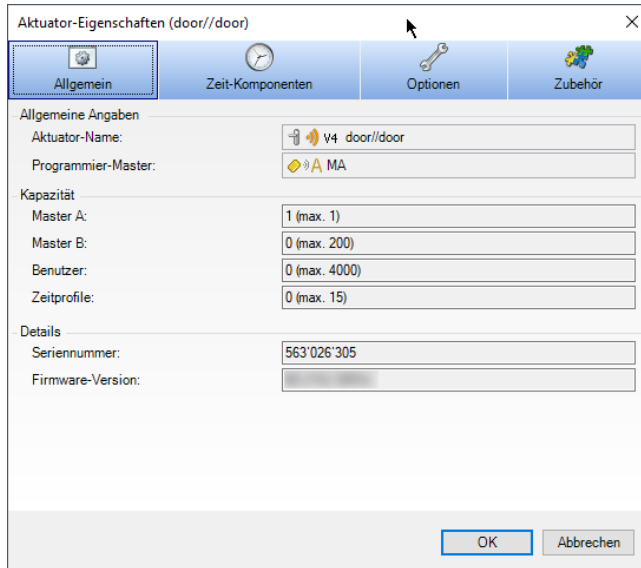 Aktuator-Eigenschaften (door//door)
Allgemein Zeit-Komponenten Optionen Zubehör
Allgemeine Angaben
Aktuator-Name: V4 door//door
Programmier-Master: A MA
Kapazität
Master A: 1 (max. 1)
Master B: 0 (max. 200)
Benutzer: 0 (max. 4000)
Zeitprofile: 0 (max. 15)
Details
Seriennummer: 563'026'305
Firmware-Version:
OK Abbrechen